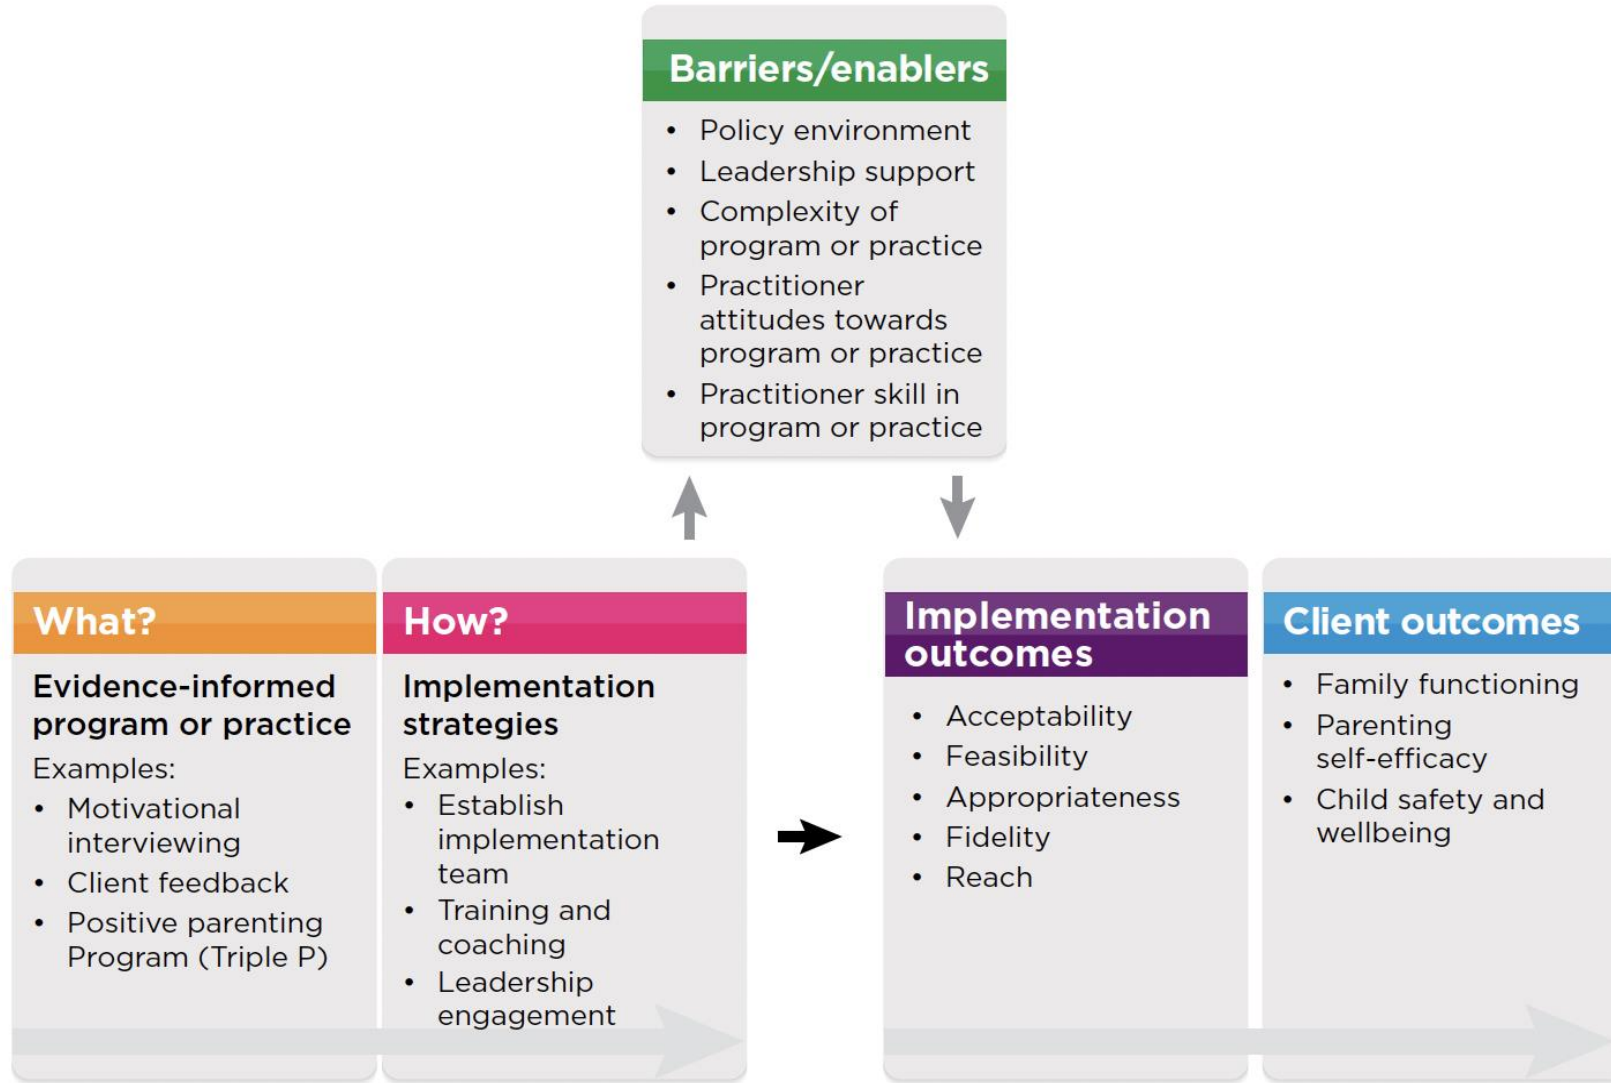 Barriers/enablers
• Policy environment
• Leadership support
• Complexity of
program or practice
• Practitioner
attitudes towards
program or practice
• Practitioner skill in
program or practice
What?
Evidence-informed
program or practice
Examples:
• Motivational
interviewing
• Client feedback
• Positive parenting
Program (Triple P)
How?
Implementation
strategies
Examples:
• Establish
implementation
team
• Training and
coaching
• Leadership
engagement
Implementation
outcomes
• Acceptability
• Feasibility
• Appropriateness
• Fidelity
• Reach
Client outcomes
• Family functioning
• Parenting
self-efficacy
• Child safety and
wellbeing